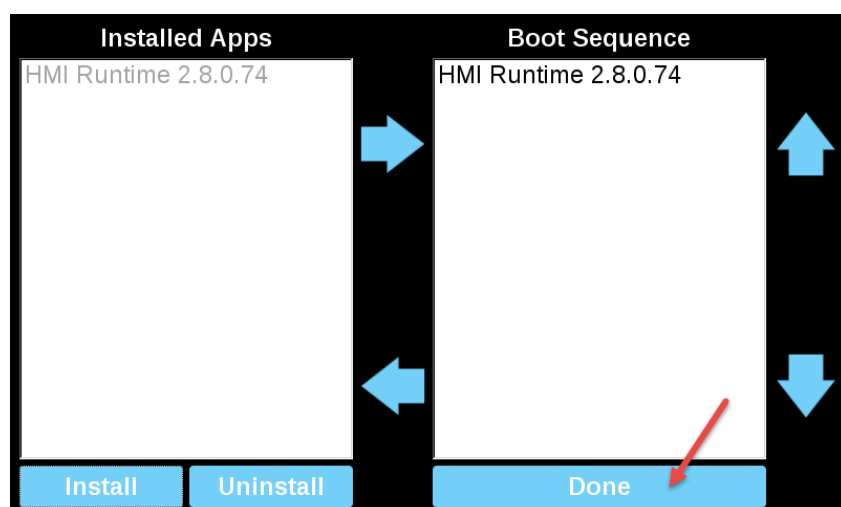 Installed Apps
Boot Sequence
HMI Runtime 2.8.0.74
HMI Runtime 2.8.0.74
Install
Uninstall
Done